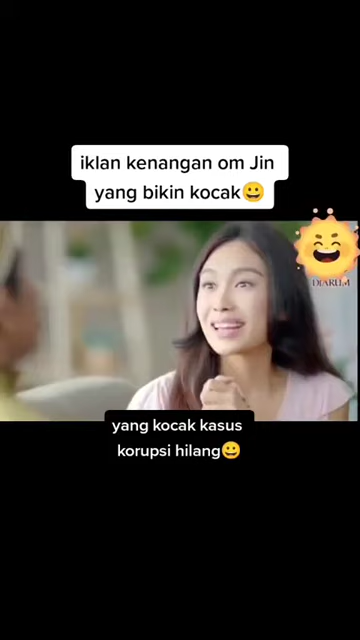 iklan kenangan om Jin
yang bikin kocak😀
DJARUM
yang kocak kasus
korupsi hilang😀